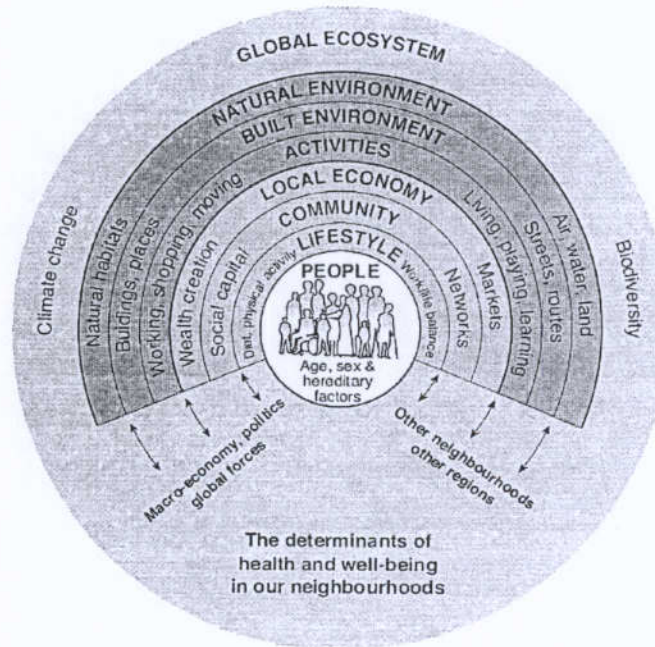 GLOBAL ECOSYSTEM
NATURAL ENVIRONMENT
BUILT ENVIRONMENT
ACTIVITIES
LOCAL ECONOMY
COMMUNITY
LIFESTYLE
PEOPLE
Age, sex &
hereditary
factors
Climate change
Natural habitats
Buildings, places
Working, shopping, moving
Wealth creation
Social capital
Diet, physical activity
Work/life balance
Networks
Markets
Living, playing, learning
Streets, routes
Air, water, land
Biodiversity
Macro-economy, politics
global forces
Other neighbourhoods
other regions
The determinants of
health and well-being
in our neighbourhoods